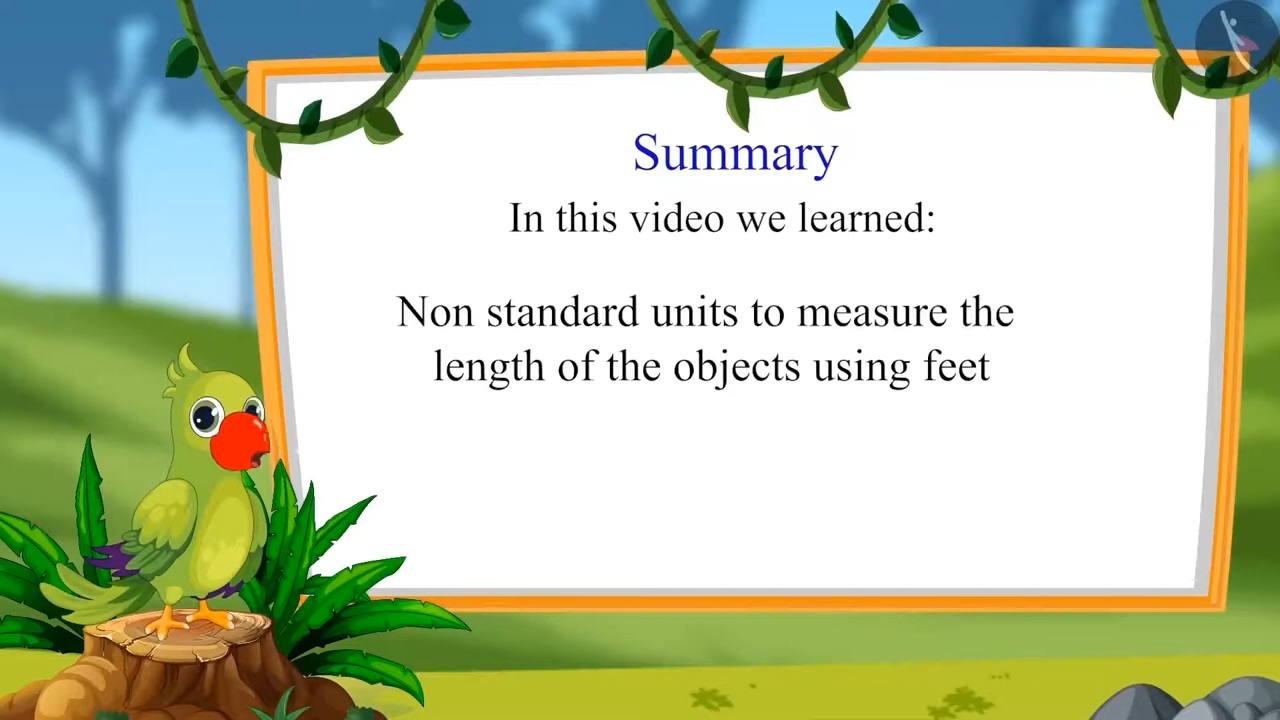 Summary
In this video we learned:
Non standard units to measure the
length of the objects using feet